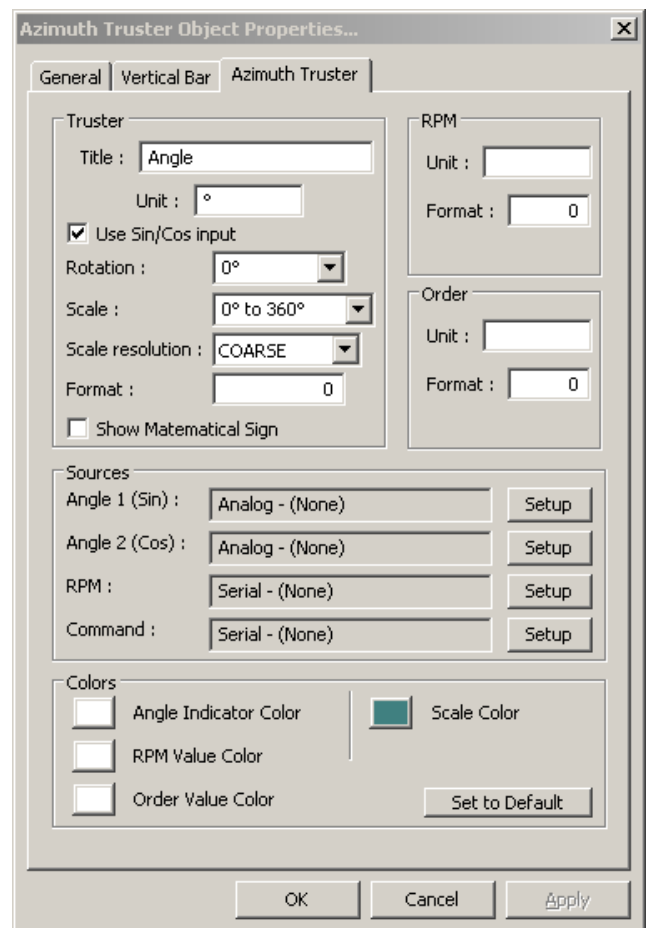 Azimuth Truster Object Properties...
General
Vertical Bar
Azimuth Truster
Truster
Title :
Angle
Unit :
°
Use Sin/Cos input
Rotation :
0°
Scale :
0° to 360°
Scale resolution :
COARSE
Format :
0
Show Matematical Sign
RPM
Unit :
Format :
0
Order
Unit :
Format :
0
Sources
Angle 1 (Sin) :
Analog - (None)
Setup
Angle 2 (Cos) :
Analog - (None)
Setup
RPM :
Serial - (None)
Setup
Command :
Serial - (None)
Setup
Colors
Angle Indicator Color
Scale Color
RPM Value Color
Order Value Color
Set to Default
OK
Cancel
Apply